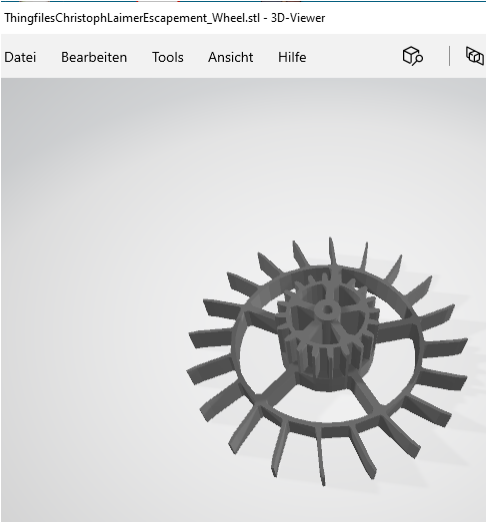 ThingfilesChristophLaimerEscapement_Wheel.stl - 3D-Viewer
Datei Bearbeiten Tools Ansicht Hilfe